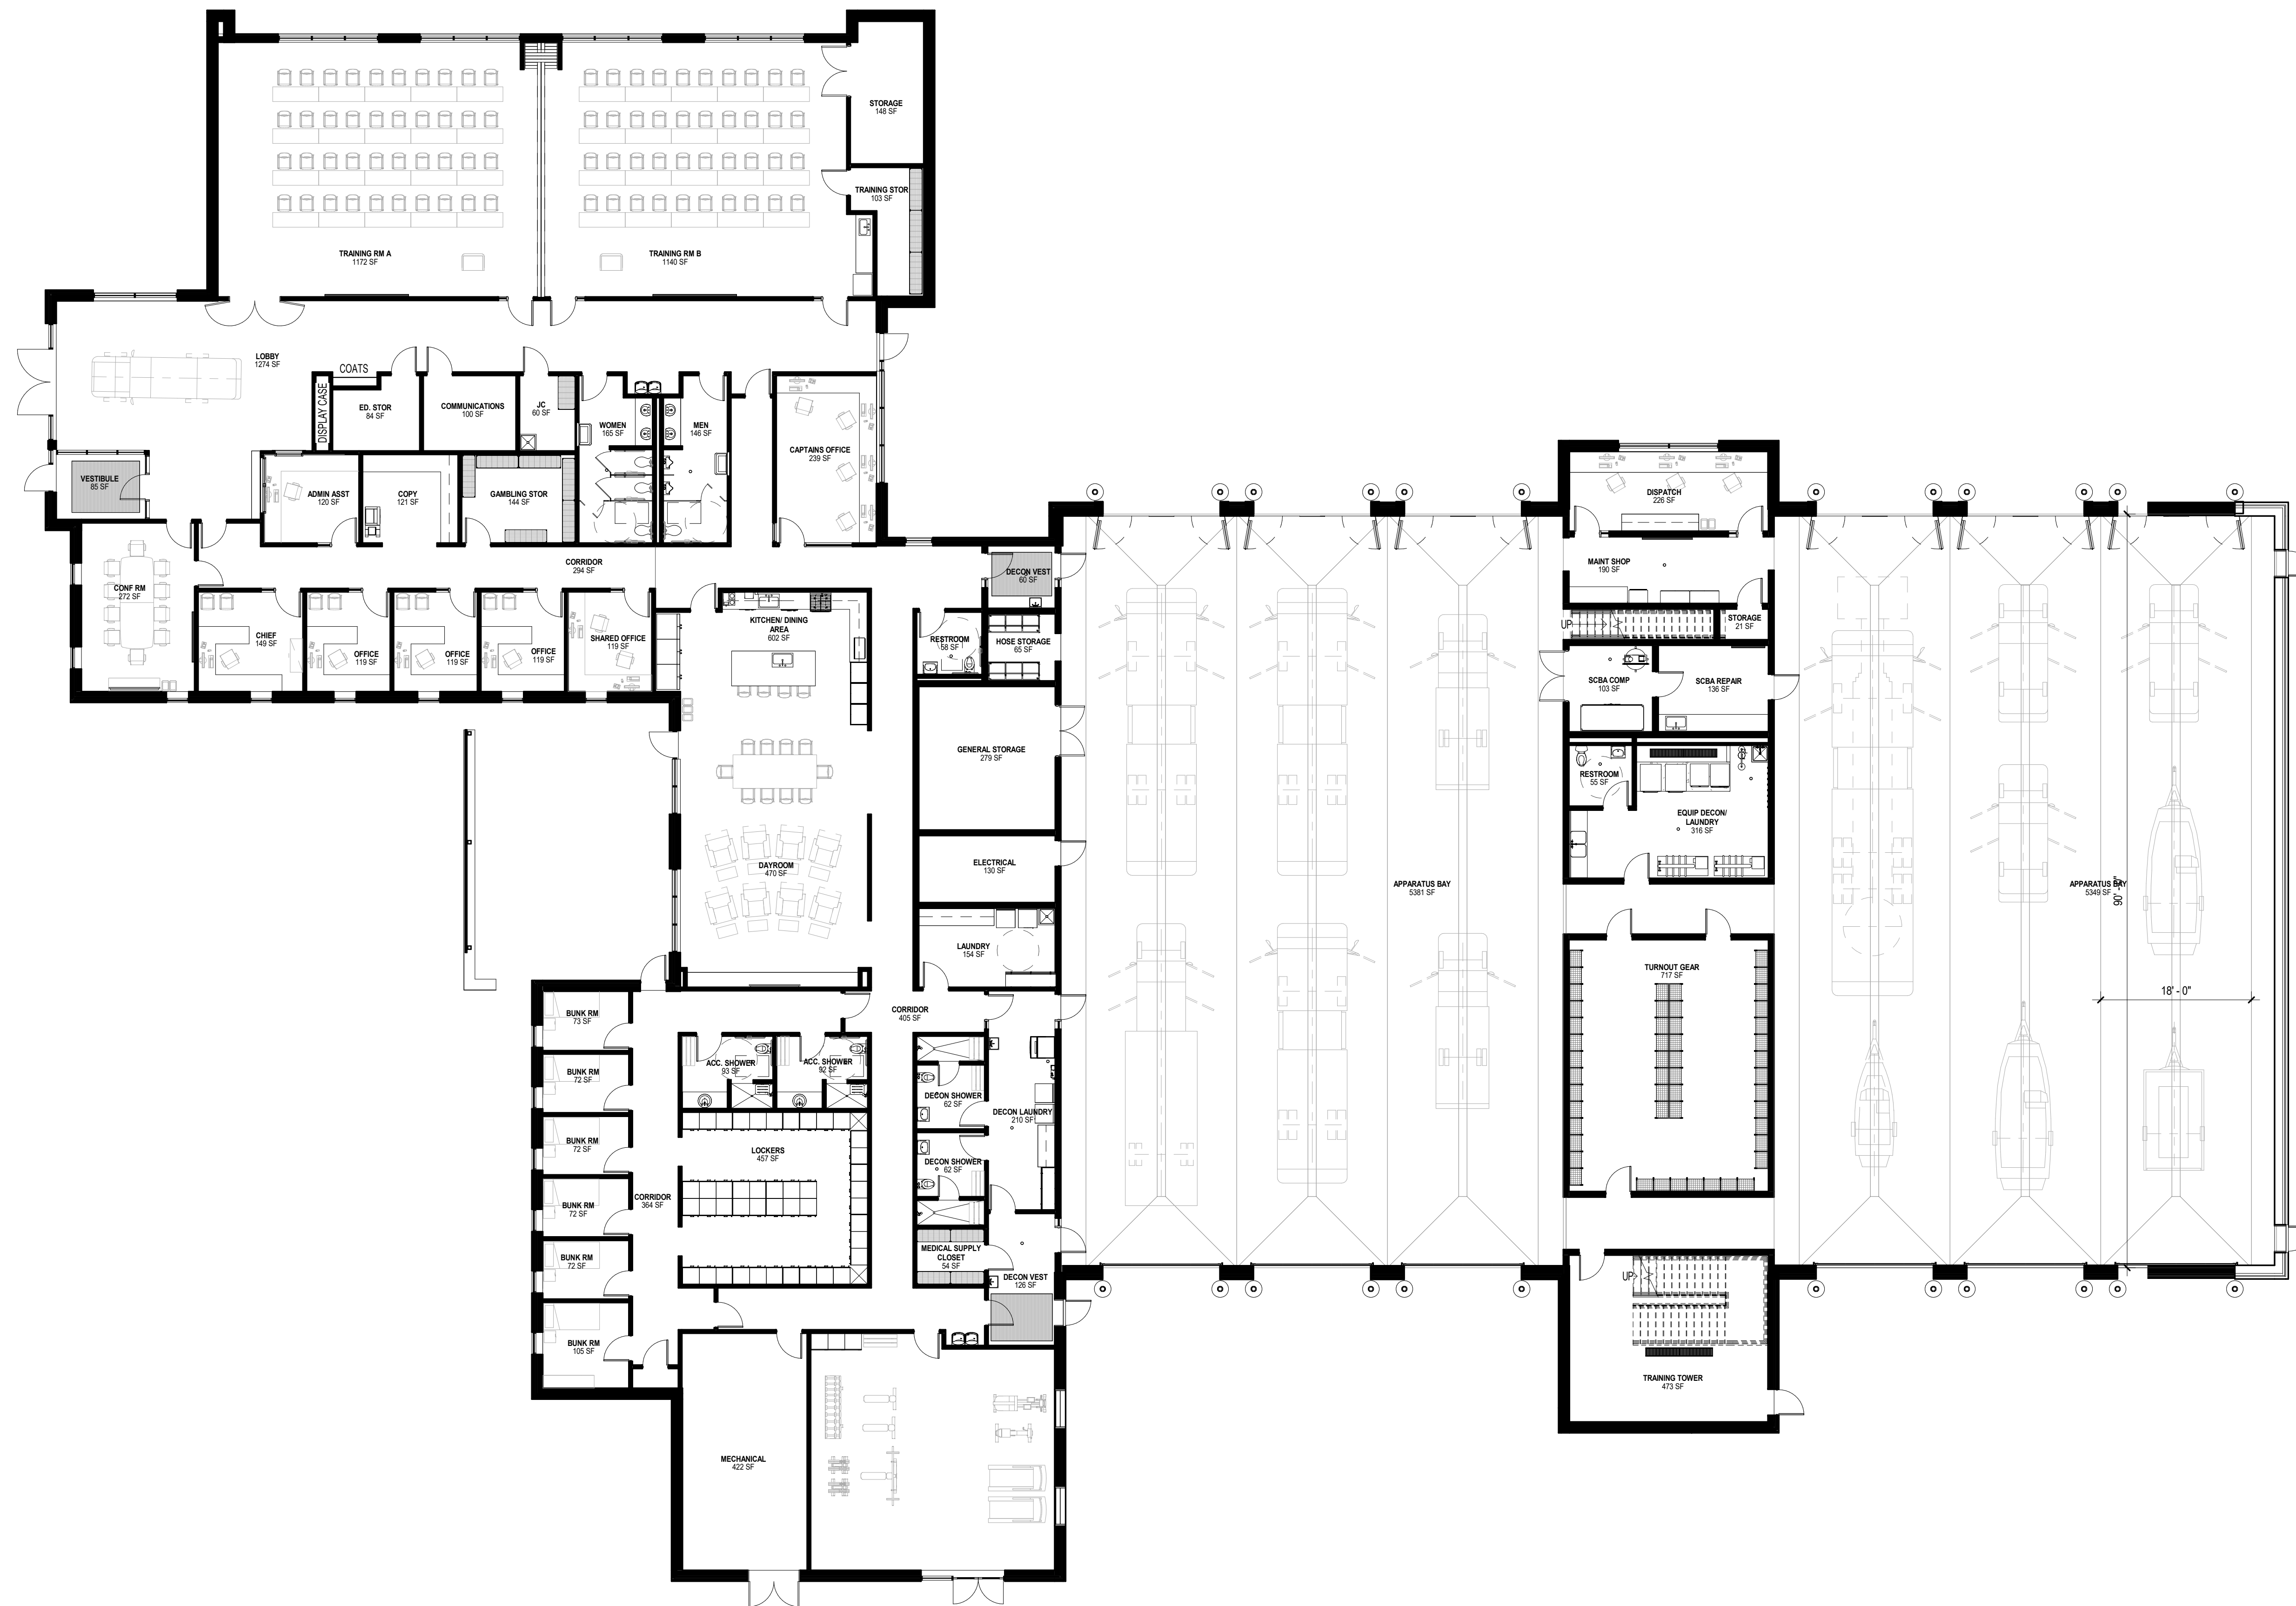 STORAGE
148 SF
TRAINING STOR
103 SF
TRAINING RM A
1172 SF
TRAINING RM B
1140 SF
LOBBY
1274 SF
COATS
DISPLAY CASE
ED. STOR
84 SF
COMMUNICATIONS
100 SF
JC
60 SF
WOMEN
165 SF
MEN
146 SF
CAPTAINS OFFICE
239 SF
VESTIBULE
85 SF
ADMIN ASST
120 SF
COPY
121 SF
GAMBLING STOR
144 SF
CORRIDOR
294 SF
CONF RM
272 SF
CHIEF
149 SF
OFFICE
119 SF
OFFICE
119 SF
OFFICE
119 SF
SHARED OFFICE
119 SF
KITCHEN/ DINING
AREA
602 SF
DECON VEST
60 SF
RESTROOM
58 SF
HOSE STORAGE
65 SF
GENERAL STORAGE
279 SF
ELECTRICAL
130 SF
DAYROOM
470 SF
LAUNDRY
154 SF
CORRIDOR
405 SF
DISPATCH
226 SF
MAINT SHOP
190 SF
UP
STORAGE
21 SF
SCBA COMP
103 SF
SCBA REPAIR
136 SF
RESTROOM
55 SF
EQUIP DECON/
LAUNDRY
316 SF
APPARATUS BAY
5381 SF
APPARATUS BAY
5349 SF
90' - 0"
18' - 0"
TURNOUT GEAR
717 SF
BUNK RM
73 SF
BUNK RM
72 SF
BUNK RM
72 SF
BUNK RM
72 SF
BUNK RM
72 SF
BUNK RM
105 SF
ACC. SHOWER
93 SF
ACC. SHOWER
92 SF
DECON SHOWER
62 SF
DECON LAUNDRY
210 SF
DECON SHOWER
62 SF
LOCKERS
457 SF
CORRIDOR
364 SF
MEDICAL SUPPLY
CLOSET
54 SF
DECON VEST
126 SF
UP
TRAINING TOWER
473 SF
MECHANICAL
422 SF